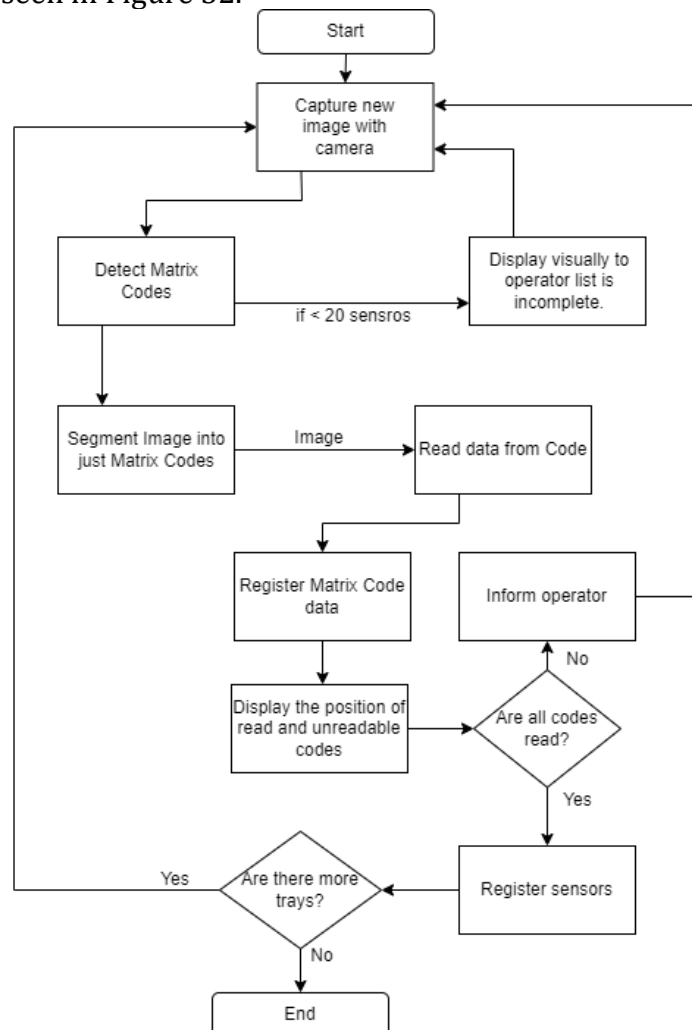 seen in Figure 32.
Start
Capture new
image with
camera
Detect Matrix
Codes
if < 20 sensros
Display visually to
operator list is
incomplete.
Segment Image into
just Matrix Codes
Image
Read data from Code
Register Matrix Code
data
Inform operator
No
Display the position of
read and unreadable
codes
Are all codes
read?
Yes
Register sensors
Are there more
trays?
Yes
No
End